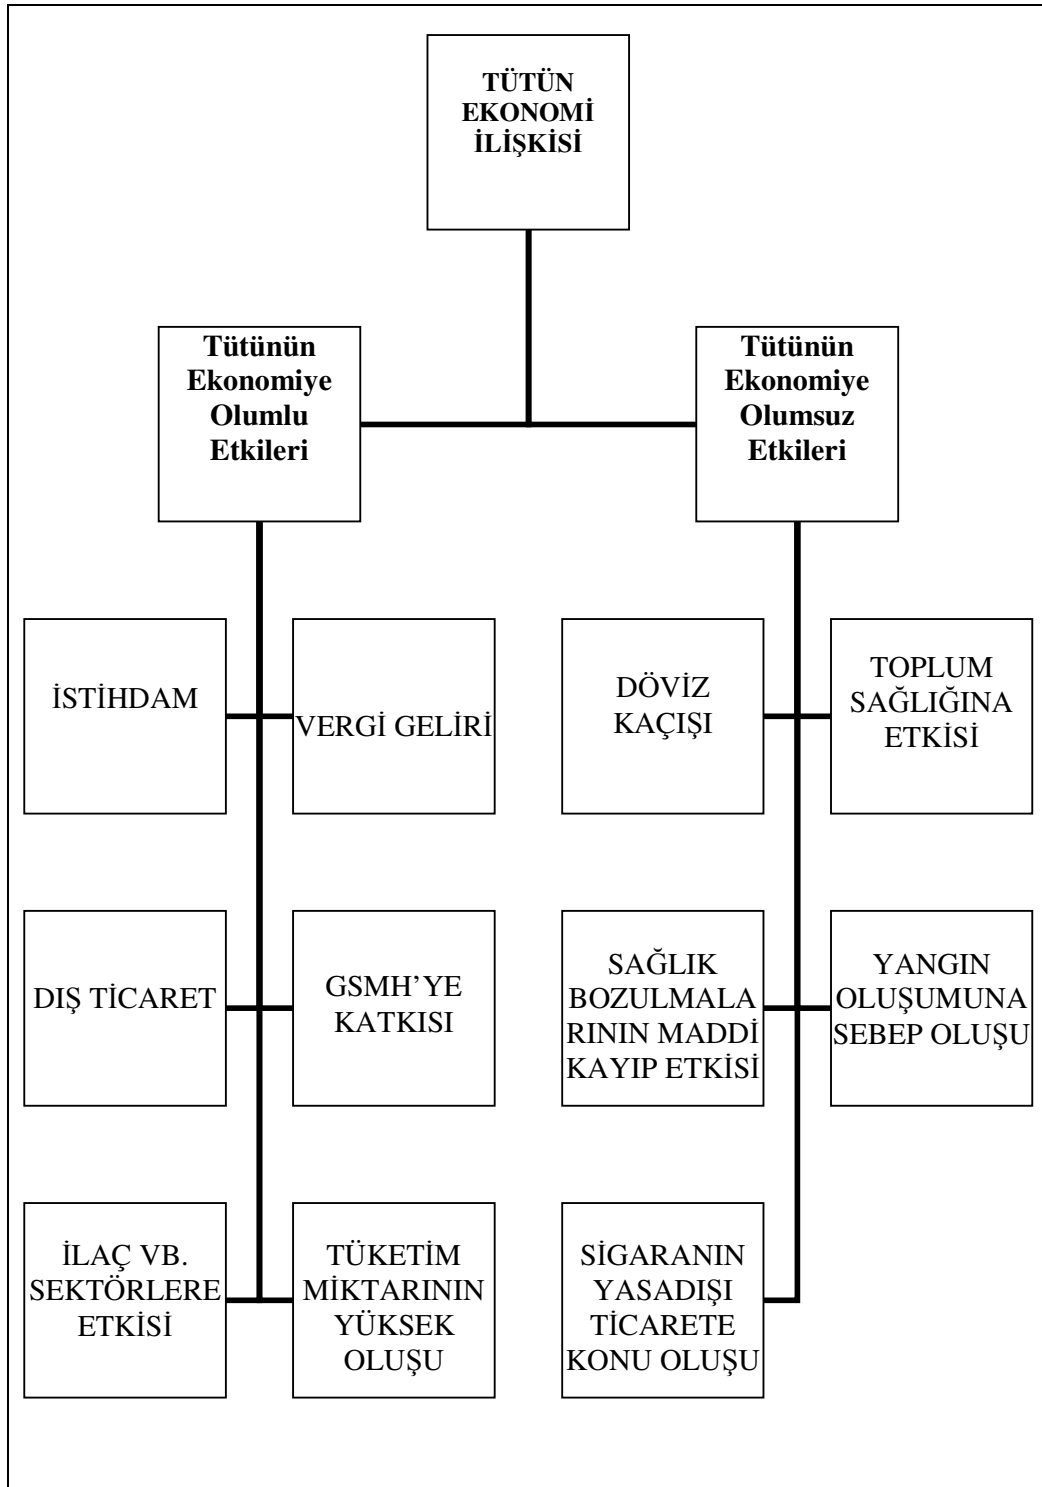 TÜTÜN
EKONOMİ
İLİŞKİSİ
Tütünün
Ekonomiye
Olumlu
Etkileri
Tütünün
Ekonomiye
Olumsuz
Etkileri
İSTİHDAM
VERGİ GELİRİ
DÖVİZ
KAÇIŞI
TOPLUM
SAĞLIĞINA
ETKİSİ
DIŞ TİCARET
GSMH’YE
KATKISI
SAĞLIK
BOZULMALA
RININ MADDİ
KAYIP ETKİSİ
YANGIN
OLUŞUMUNA
SEBEP OLUŞU
İLAÇ VB.
SEKTÖRLERE
ETKİSİ
TÜKETİM
MİKTARININ
YÜKSEK
OLUŞU
SİGARANIN
YASADIŞI
TİCARETE
KONU OLUŞU